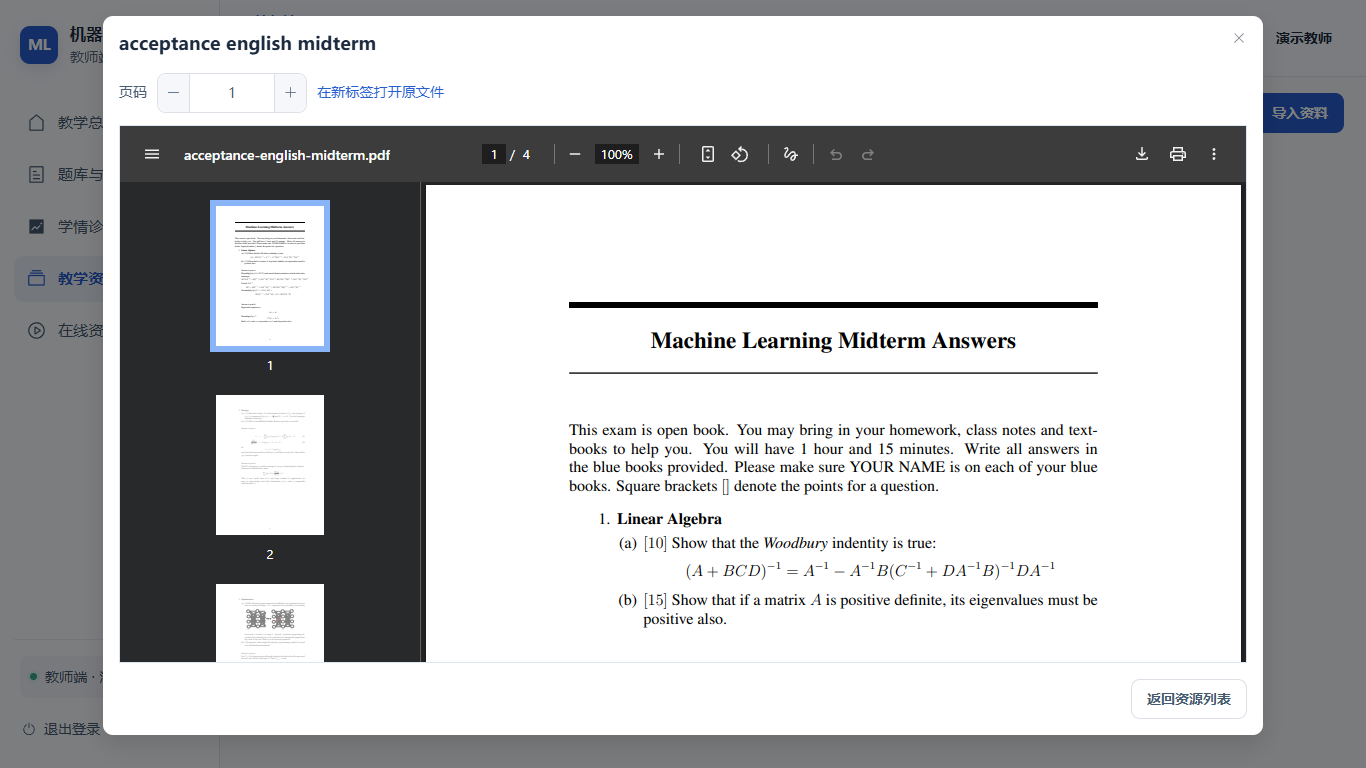 ML
机器
教师端
教学总
题库与
学情诊
教学资
在线资
教师端 ·
退出登录
演示教师
导入资料
acceptance english midterm
页码
1
在新标签打开原文件
acceptance-english-midterm.pdf
1 / 4
100%
1
2
Machine Learning Midterm Answers
This exam is open book. You may bring in your homework, class notes and text-
books to help you. You will have 1 hour and 15 minutes. Write all answers in
the blue books provided. Please make sure YOUR NAME is on each of your blue
books. Square brackets [] denote the points for a question.
1. Linear Algebra
(a) [10] Show that the Woodbury indentity is true:
(A + BCD)⁻¹ = A⁻¹ − A⁻¹B(C⁻¹ + DA⁻¹B)⁻¹DA⁻¹
(b) [15] Show that if a matrix A is positive definite, its eigenvalues must be
positive also.
返回资源列表